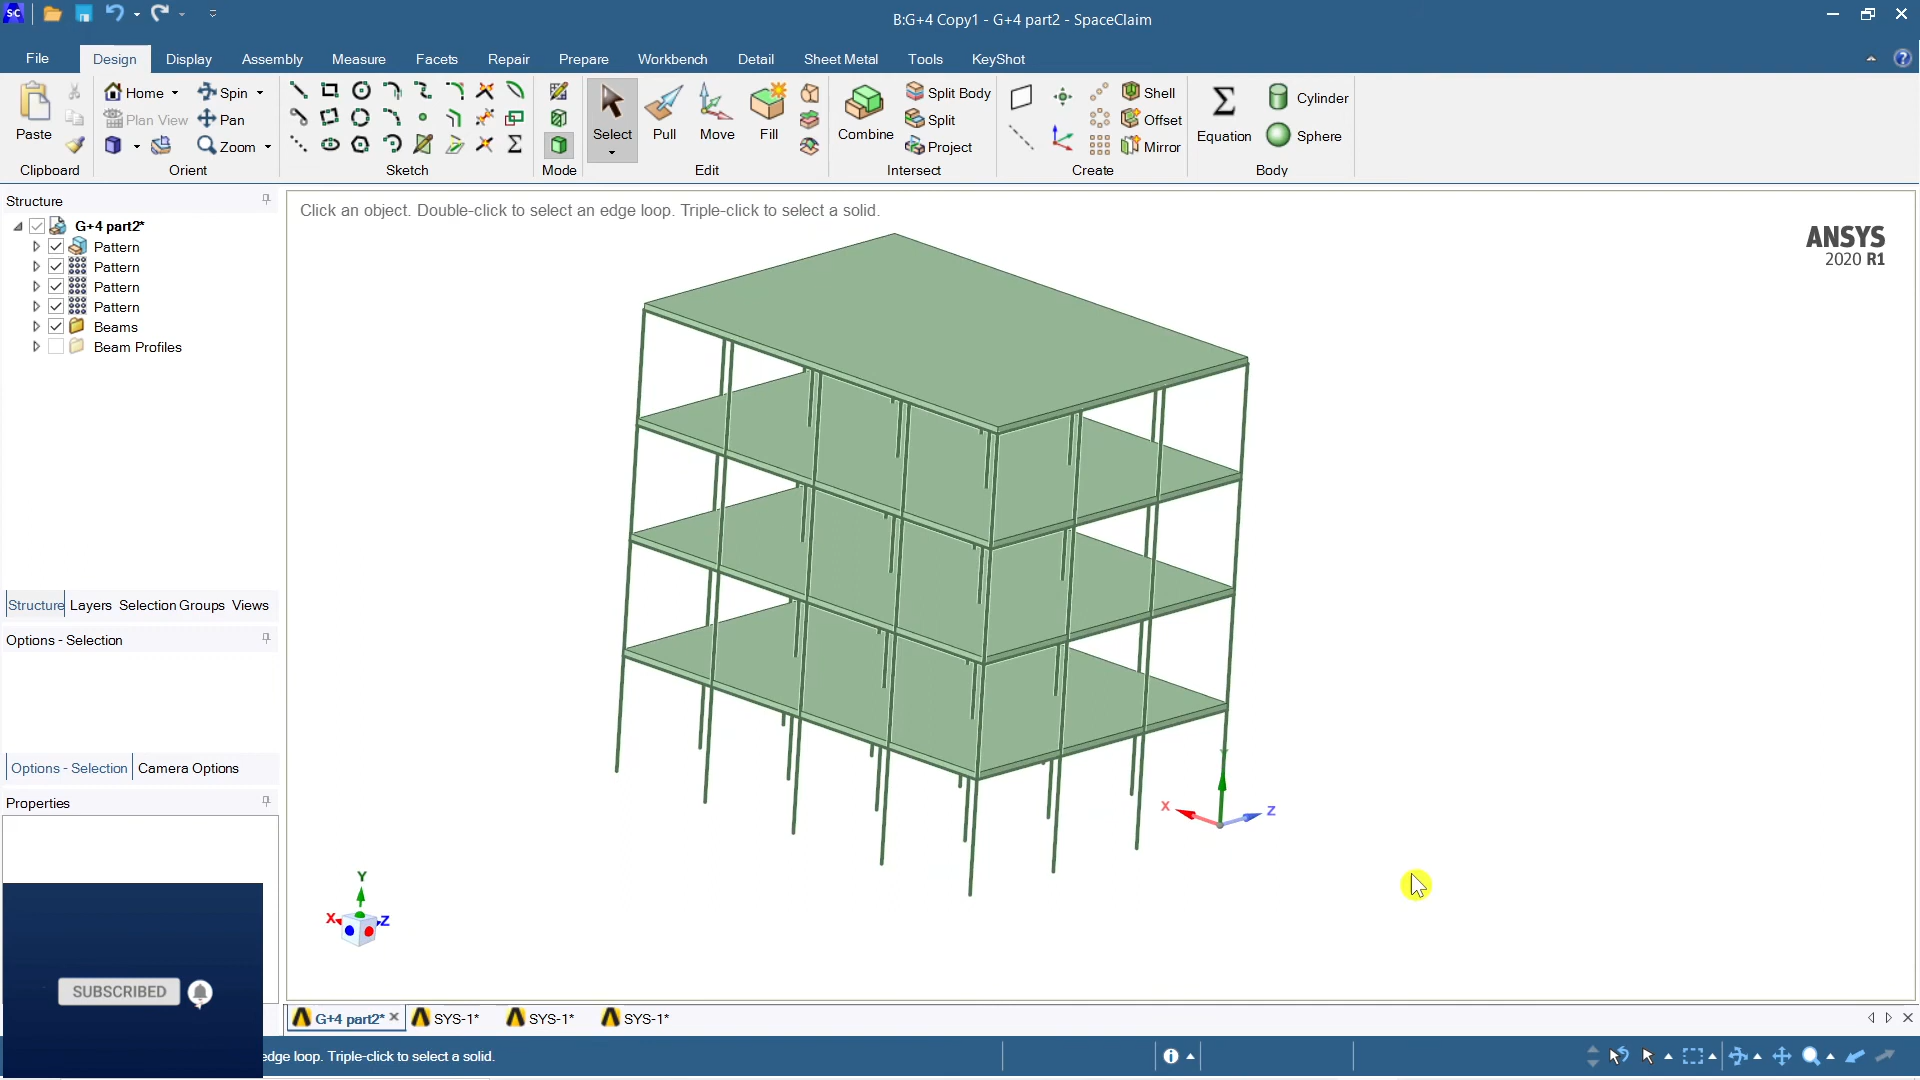 SC
B:G+4 Copy1 - G+4 part2 - SpaceClaim
File Design Display Assembly Measure Facets Repair Prepare Workbench Detail Sheet Metal Tools KeyShot
Paste
Clipboard
Home Spin
Plan View Pan
Zoom
Orient
Sketch
Mode
Select Pull Move Fill
Edit
Combine Split Body
Split
Project
Intersect
Shell
Offset
Mirror
Create
Equation Cylinder
Sphere
Body
Structure
G+4 part2*
Pattern
Pattern
Pattern
Pattern
Beams
Beam Profiles
Structure Layers Selection Groups Views
Options - Selection
Options - Selection Camera Options
Properties
SUBSCRIBED
Click an object. Double-click to select an edge loop. Triple-click to select a solid.
ANSYS
2020 R1
Y
X
Z
Y
X
Z
G+4 part2* SYS-1* SYS-1* SYS-1*
edge loop. Triple-click to select a solid.